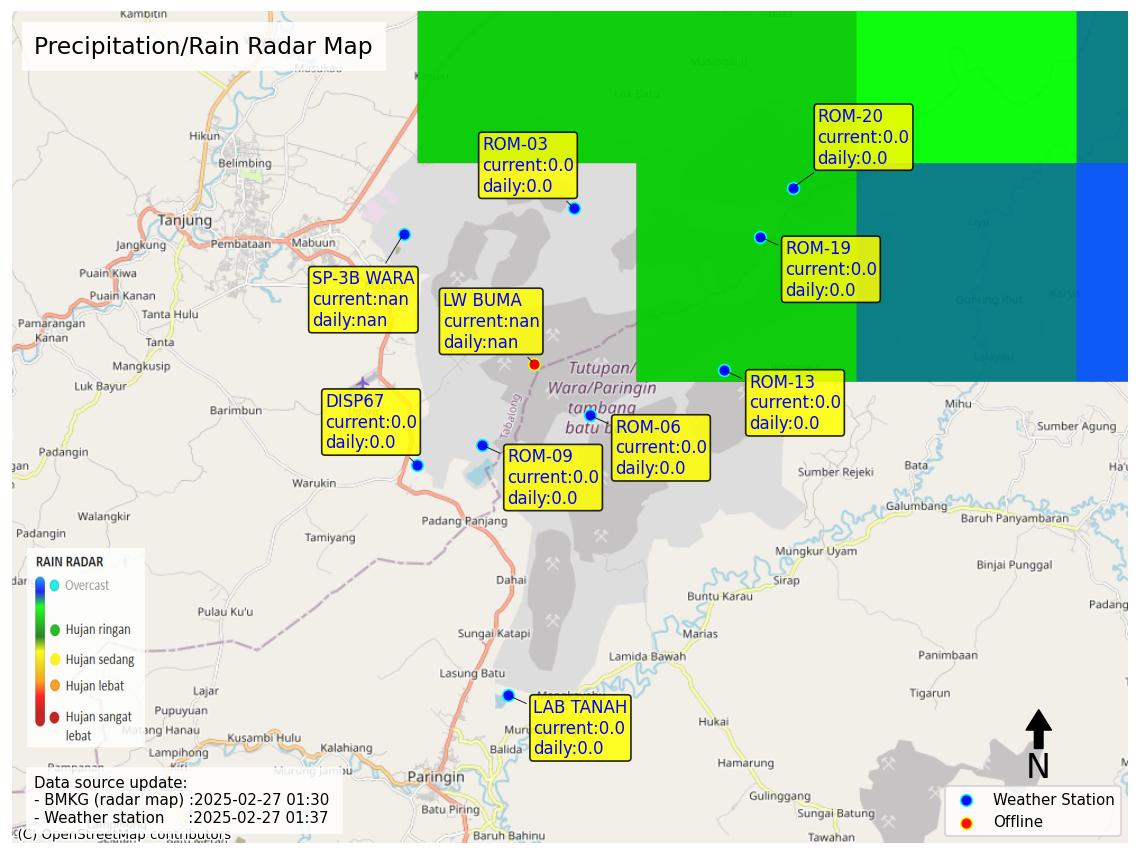 Kambitin
Precipitation/Rain Radar Map
Masingai II
Lok Batu
Hikun
Belimbing
ROM-20
current:0.0
daily:0.0
ROM-03
current:0.0
daily:0.0
Tanjung
Jangkung
Pembataan
Mabuun
Puain Kiwa
Puain Kanan
Pamarangan
Kanan
Tanta Hulu
Tanta
Mangkusip
Luk Bayur
ROM-19
current:0.0
daily:0.0
SP-3B WARA
current:nan
daily:nan
LW BUMA
current:nan
daily:nan
Tutupan/
Wara/Paringin
tambang
Tabalong
ROM-13
current:0.0
daily:0.0
DISP67
current:0.0
daily:0.0
ROM-06
current:0.0
daily:0.0
ROM-09
current:0.0
daily:0.0
Barimbun
Padangin
Warukin
Mihu
Sumber Agung
Sumber Rejeki
Bata
Galumbang
Baruh Panyambaran
Walangkir
Padangin
Tamiyang
Padang Panjang
Mungkur Uyam
Binjai Punggal
Sirap
Buntu Karau
Dahai
RAIN RADAR
Overcast
Hujan ringan
Hujan sedang
Hujan lebat
Hujan sangat
lebat
Pulau Ku'u
Sungai Katapi
Marias
Lamida Bawah
Panimbaan
Lasung Batu
Tigarun
Lajar
Pupuyuan
Matang Hanau
Kusambi Hulu
Lampihong
Kalahiang
Murung Jambu
LAB TANAH
current:0.0
daily:0.0
Balida
Hukai
Hamarung
Paringin
Batu Piring
Baruh Bahinu
Gulinggang
Sungai Batung
Tawahan
N
Data source update:
- BMKG (radar map) :2025-02-27 01:30
- Weather station :2025-02-27 01:37
(C) OpenStreetMap contributors
Weather Station
Offline